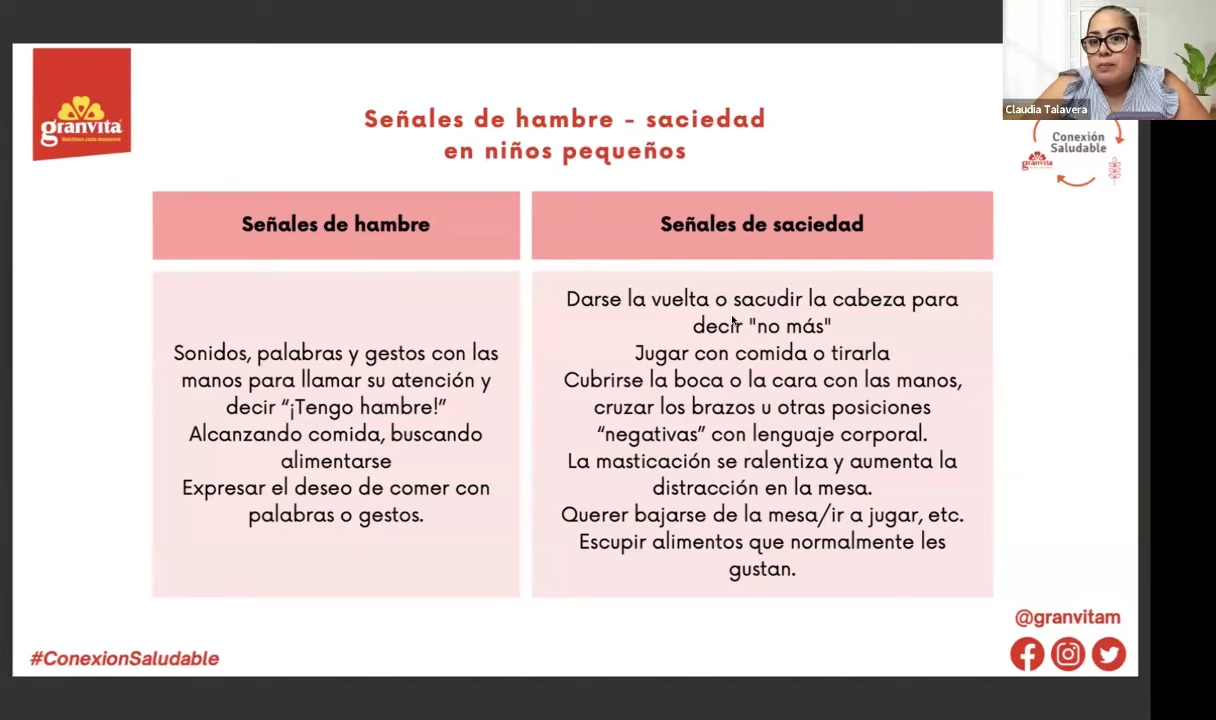 granvita
Claudia Talavera
Conexión
Saludable
granvita
Señales de hambre - saciedad
en niños pequeños
Señales de hambre
Sonidos, palabras y gestos con las
manos para llamar su atención y
decir “¡Tengo hambre!”
Alcanzando comida, buscando
alimentarse
Expresar el deseo de comer con
palabras o gestos.
Señales de saciedad
Darse la vuelta o sacudir la cabeza para
decir "no más"
Jugar con comida o tirarla
Cubrirse la boca o la cara con las manos,
cruzar los brazos u otras posiciones
“negativas” con lenguaje corporal.
La masticación se ralentiza y aumenta la
distracción en la mesa.
Querer bajarse de la mesa/ir a jugar, etc.
Escupir alimentos que normalmente les
gustan.
@granvitam
#ConexionSaludable